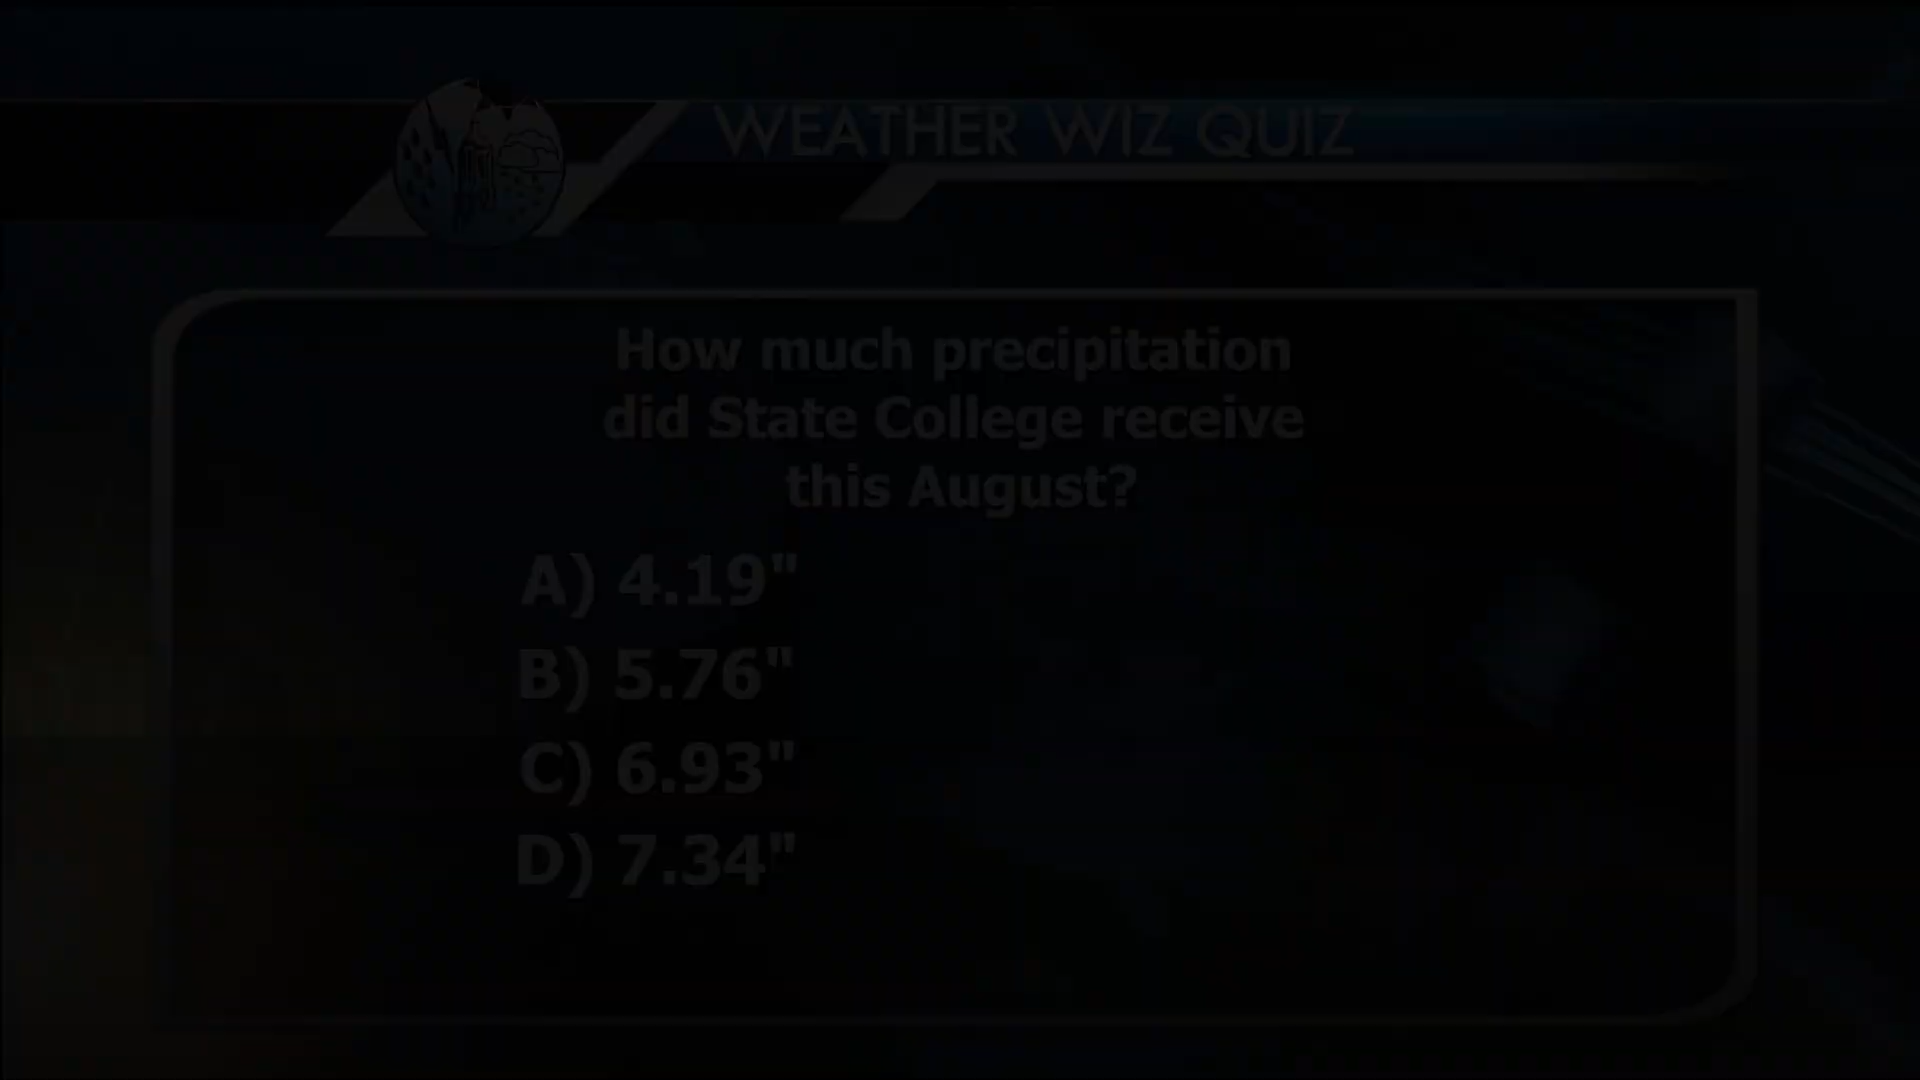 WEATHER WIZ QUIZ
How much precipitation
did State College receive
this August?
A) 4.19"
B) 5.76"
C) 6.93"
D) 7.34"